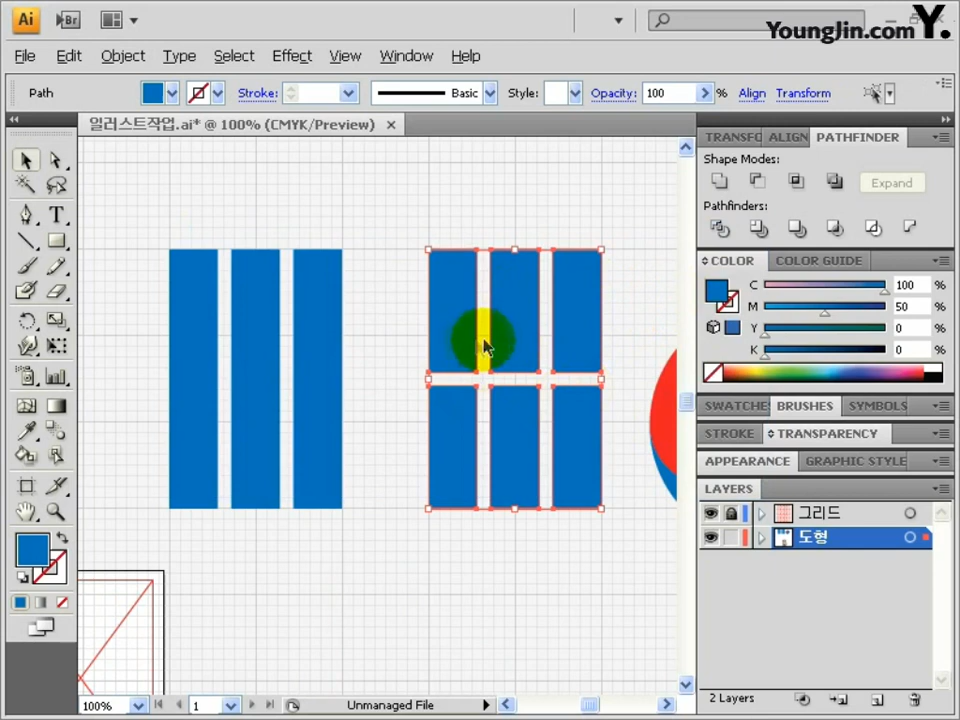 Ai Br YoungJin.com Y.
File Edit Object Type Select Effect View Window Help
Path Stroke: Basic Style: Opacity: 100 % Align Transform
일러스트작업.ai* @ 100% (CMYK/Preview)
TRANSFC ALIGN PATHFINDER
Shape Modes:
Expand
Pathfinders:
COLOR COLOR GUIDE
C 100 %
M 50 %
Y 0 %
K 0 %
SWATCHE BRUSHES SYMBOLS
STROKE TRANSPARENCY
APPEARANCE GRAPHIC STYLE
LAYERS
그리드
도형
2 Layers
100% 1 Unmanaged File